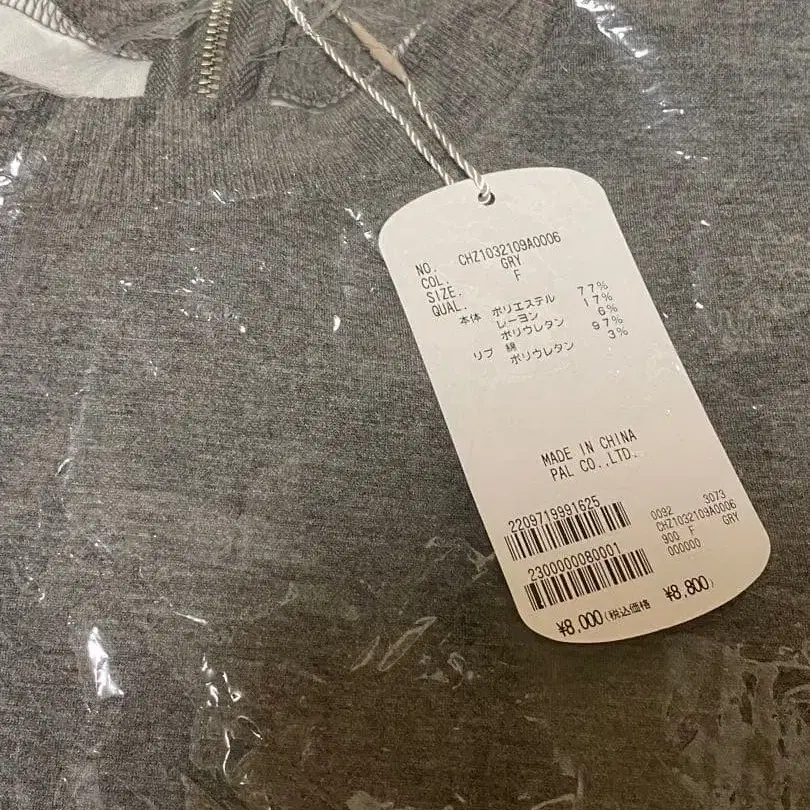 NO. CHZ1032109A0006
COL. GRY
SIZE. F
QUAL.
本体 ポリエステル 77%
レーヨン 17%
ポリウレタン 6%
リブ 綿 97%
ポリウレタン 3%
MADE IN CHINA
PAL CO.,LTD.
2209719991625
2300000080001
0092 3073
CHZ1032109A0006
900 F GRY
000000
¥8,000(税込価格 ¥8,800)